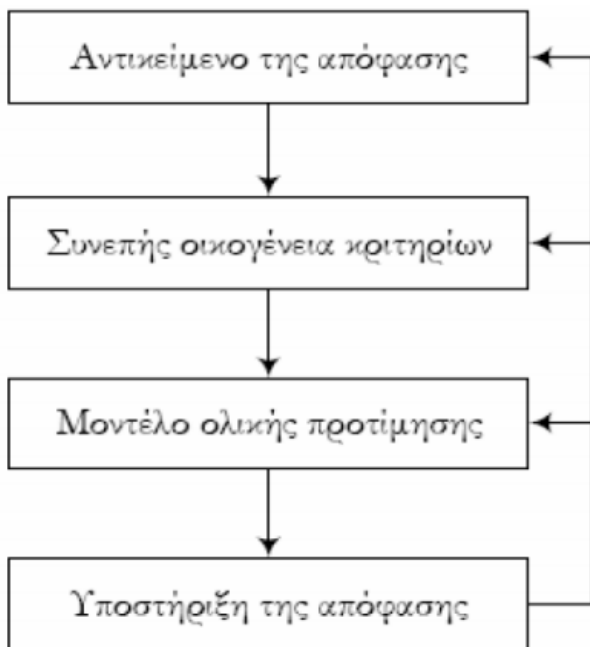 Αντικείμενο της απόφασης
Συνεπής οικογένεια κριτηρίων
Μοντέλο ολικής προτίμησης
Υποστήριξη της απόφασης